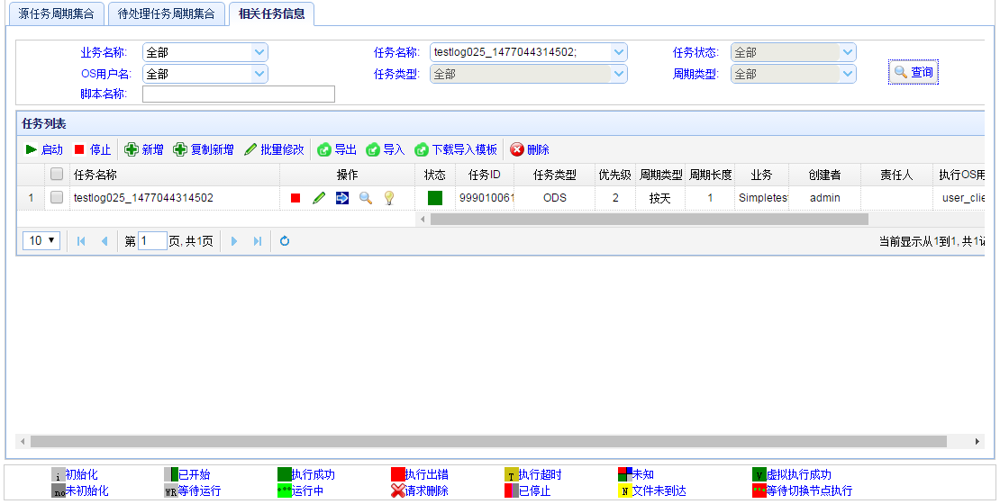 源任务周期集合 待处理任务周期集合 相关任务信息
业务名称: 全部 任务名称: testlog025_1477044314502; 任务状态: 全部
OS用户名: 全部 任务类型: 全部 周期类型: 全部 查询
脚本名称:
任务列表
启动 停止 新增 复制新增 批量修改 导出 导入 下载导入模板 删除
任务名称 操作 状态 任务ID 任务类型 优先级 周期类型 周期长度 业务 创建者 责任人 执行OS用
1 testlog025_1477044314502 999010061 ODS 2 按天 1 Simpletes admin user_clie
10 第 1 页, 共1页 当前显示从1到1, 共1记
i 初始化 已开始 执行成功 执行出错 T 执行超时 未知 V 虚拟执行成功
no 未初始化 WR 等待运行 运行中 请求删除 已停止 N 文件未到达 等待切换节点执行